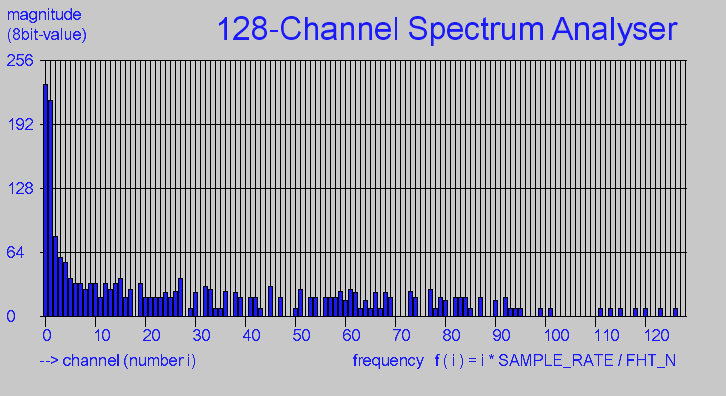 magnitude
(8bit-value)
128-Channel Spectrum Analyser
256
192
128
64
0
0 10 20 30 40 50 60 70 80 90 100 110 120
--> channel (number i)
frequency f ( i ) = i * SAMPLE_RATE / FHT_N